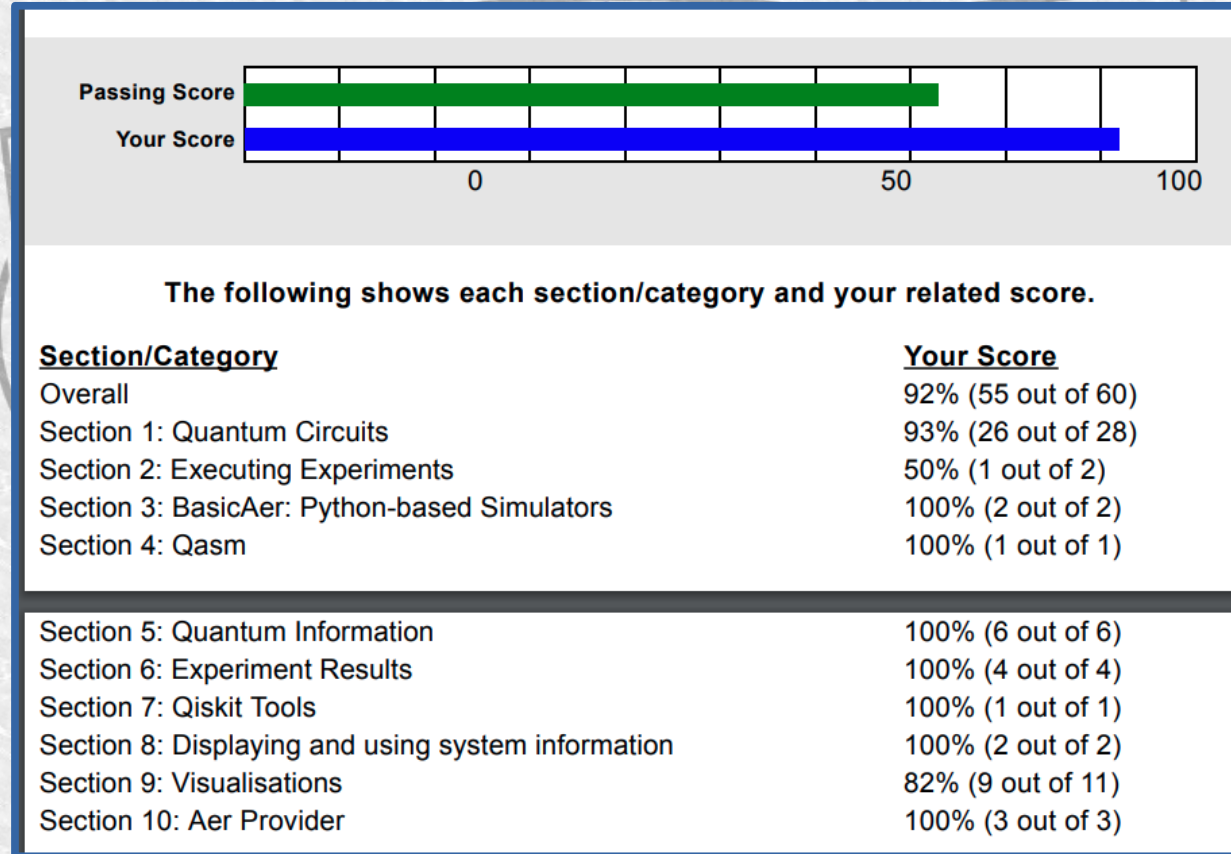 Passing Score
Your Score
0 50 100
The following shows each section/category and your related score.
Section/Category Your Score
Overall 92% (55 out of 60)
Section 1: Quantum Circuits 93% (26 out of 28)
Section 2: Executing Experiments 50% (1 out of 2)
Section 3: BasicAer: Python-based Simulators 100% (2 out of 2)
Section 4: Qasm 100% (1 out of 1)
Section 5: Quantum Information 100% (6 out of 6)
Section 6: Experiment Results 100% (4 out of 4)
Section 7: Qiskit Tools 100% (1 out of 1)
Section 8: Displaying and using system information 100% (2 out of 2)
Section 9: Visualisations 82% (9 out of 11)
Section 10: Aer Provider 100% (3 out of 3)